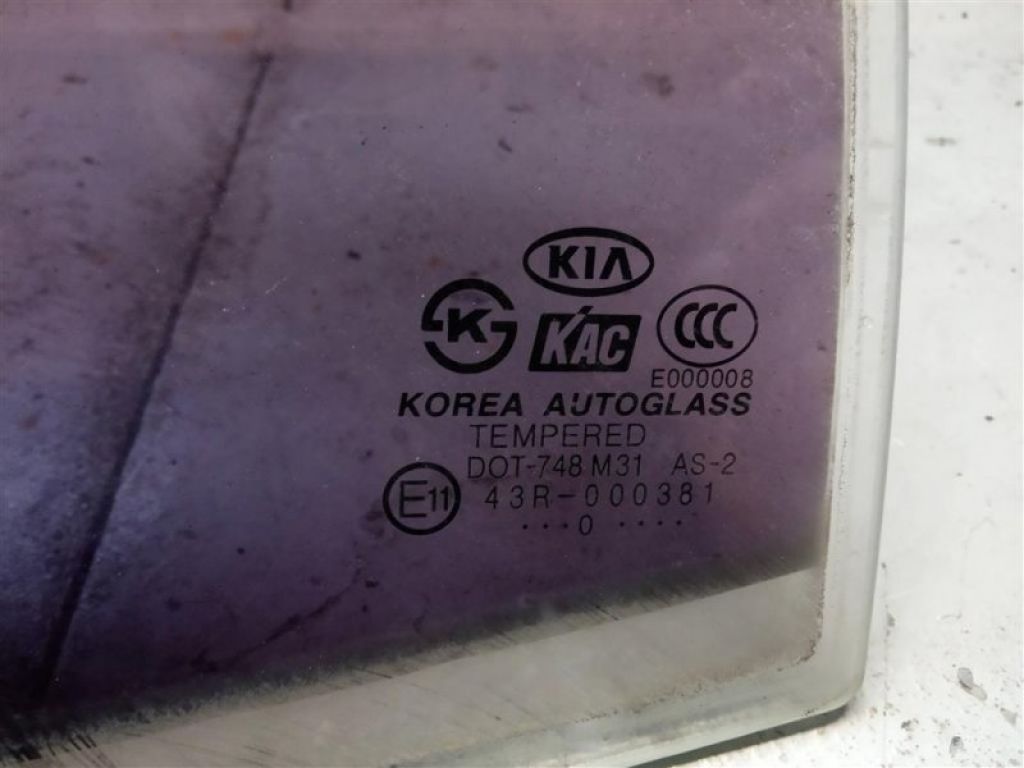 KIA
K
KAC
CCC
E000008
KOREA AUTOGLASS
TEMPERED
DOT-748 M31 AS-2
E11
43R-000381
...0 ....